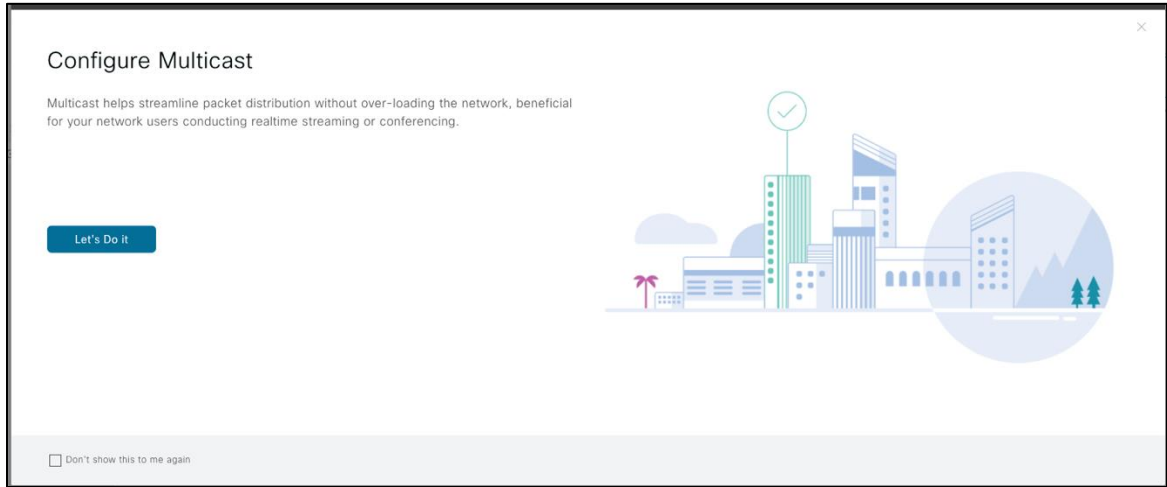 Configure Multicast
Multicast helps streamline packet distribution without over-loading the network, beneficial
for your network users conducting realtime streaming or conferencing.
Let's Do it
Don't show this to me again